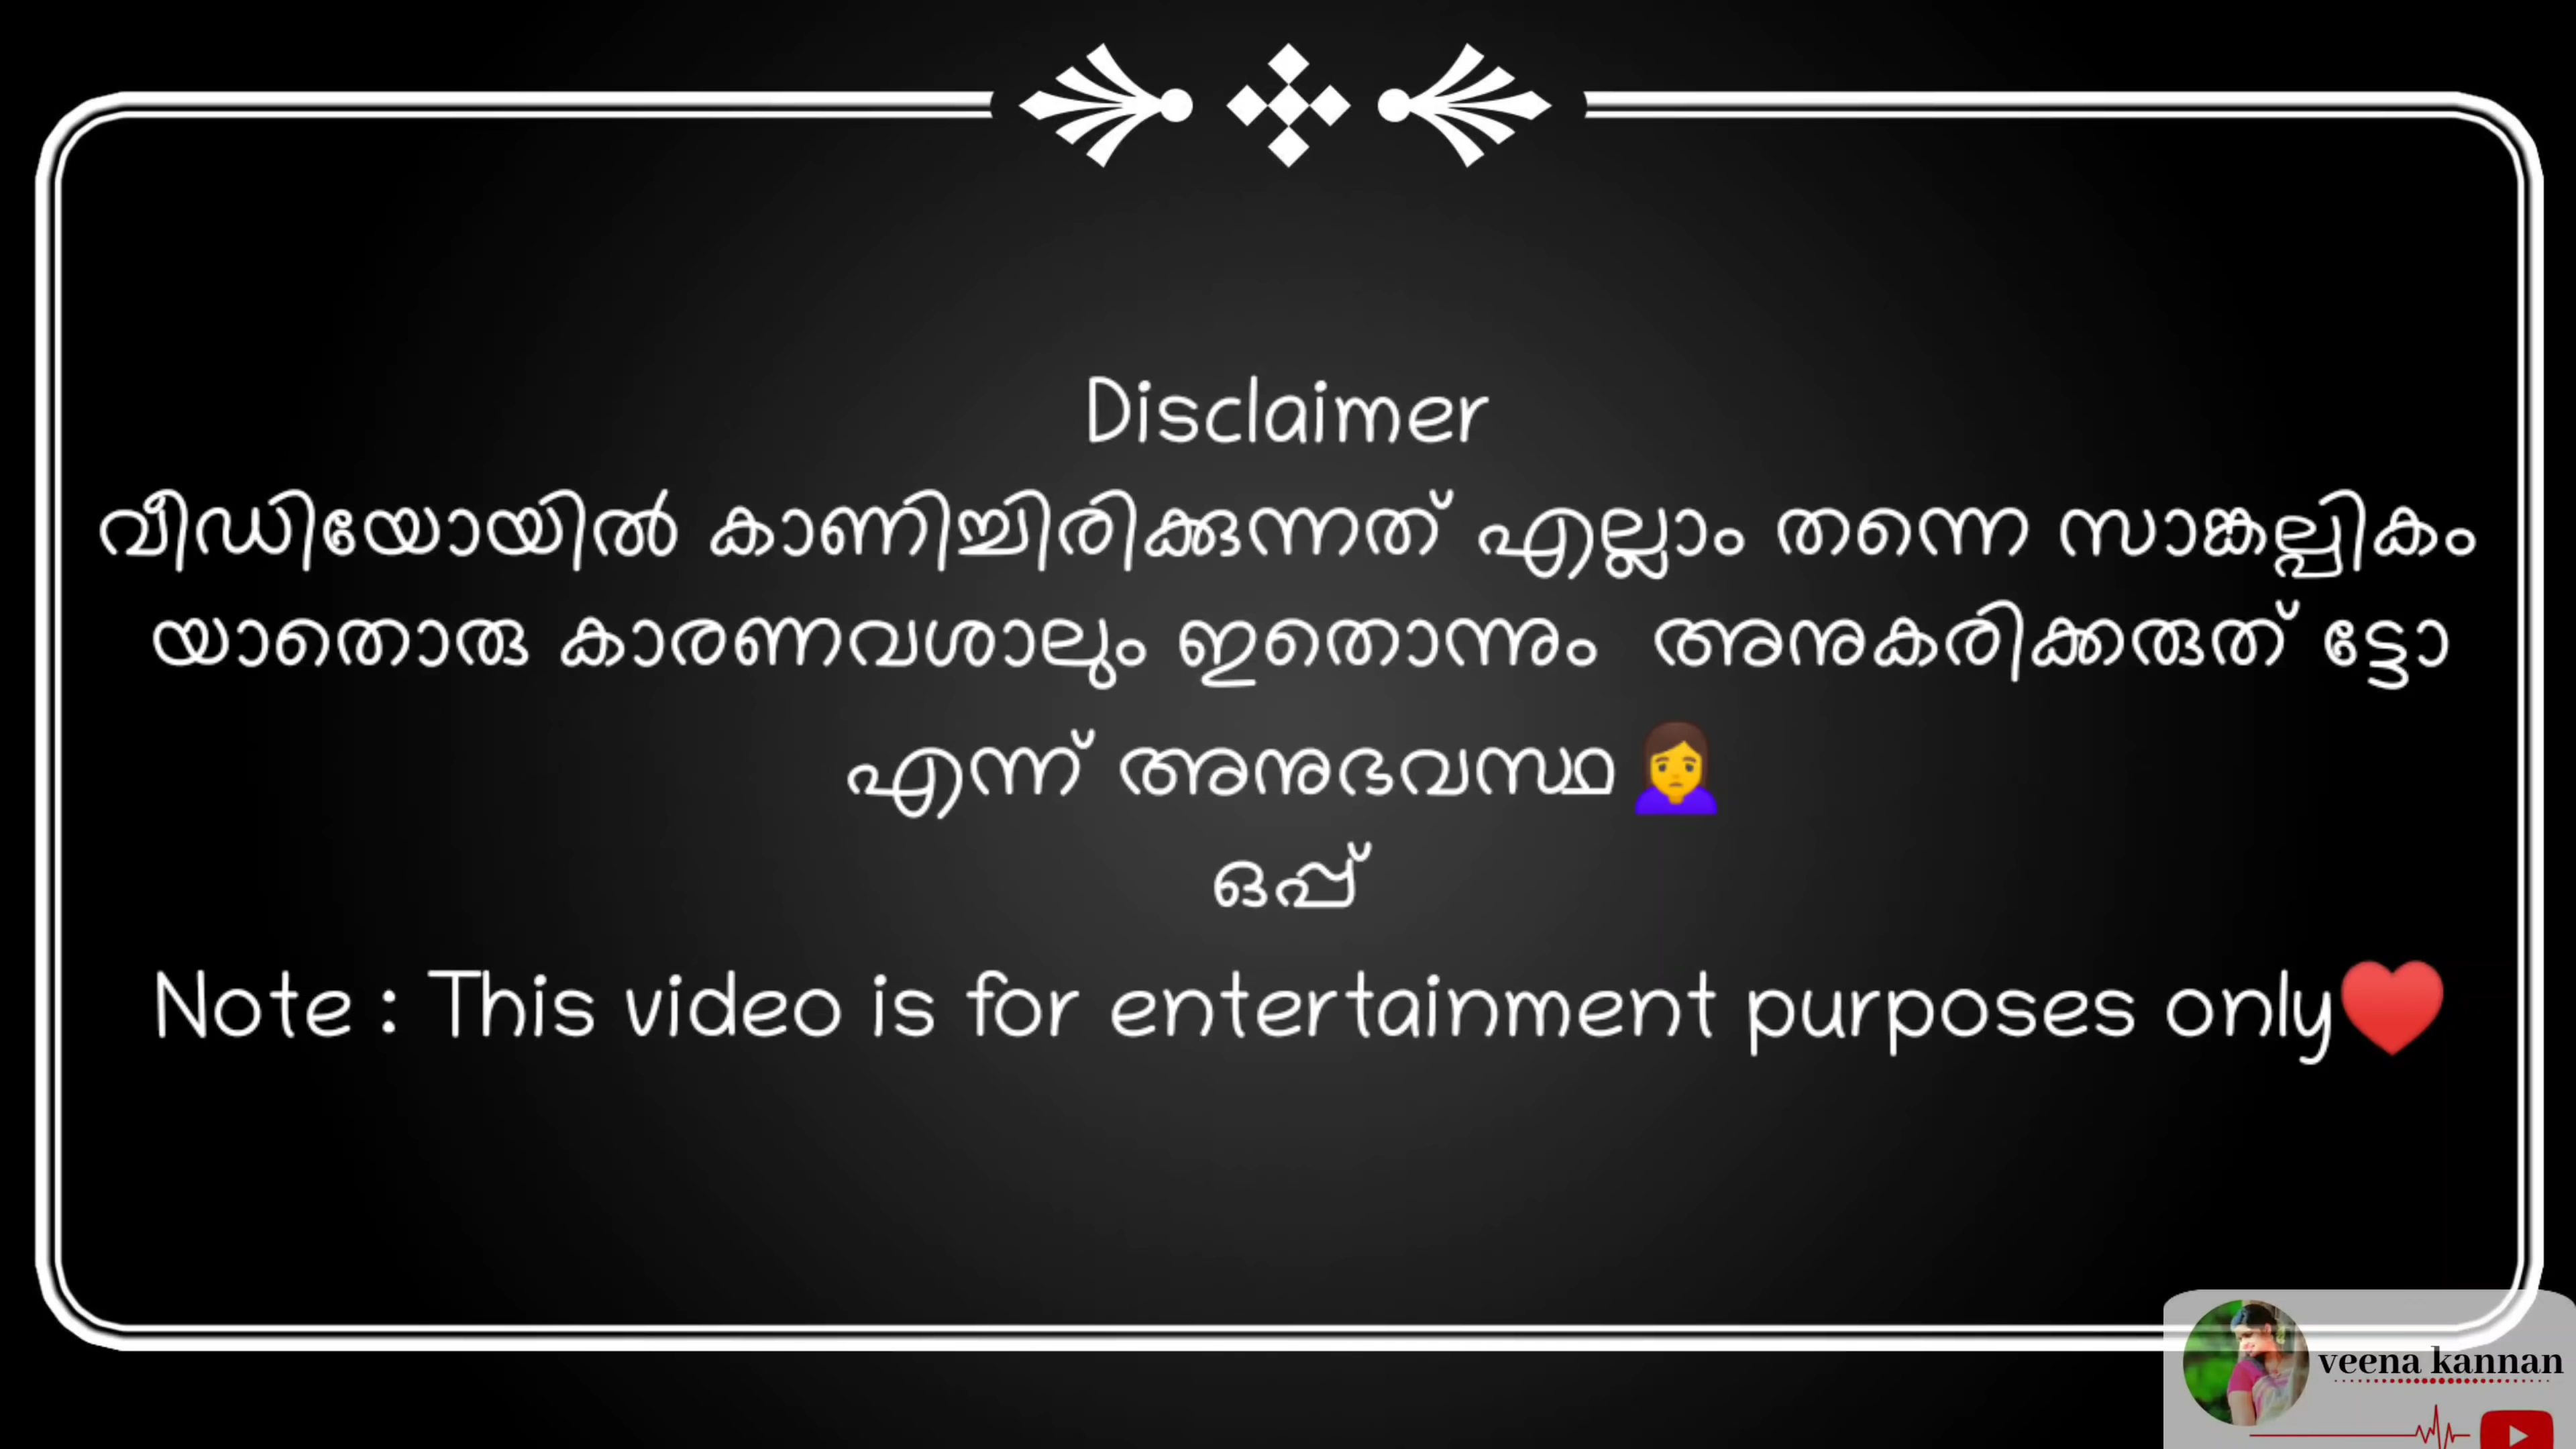 Disclaimer
വീഡിയോയിൽ കാണിച്ചിരിക്കുന്നത് എല്ലാം തന്നെ സാങ്കല്പികം
യാതൊരു കാരണവശാലും ഇതൊന്നും അനുകരിക്കരുത് ട്ടോ
എന്ന് അനുഭവസ്ഥ🙍‍♀️
ഒപ്പ്
Note : This video is for entertainment purposes only♥️
veena kannan